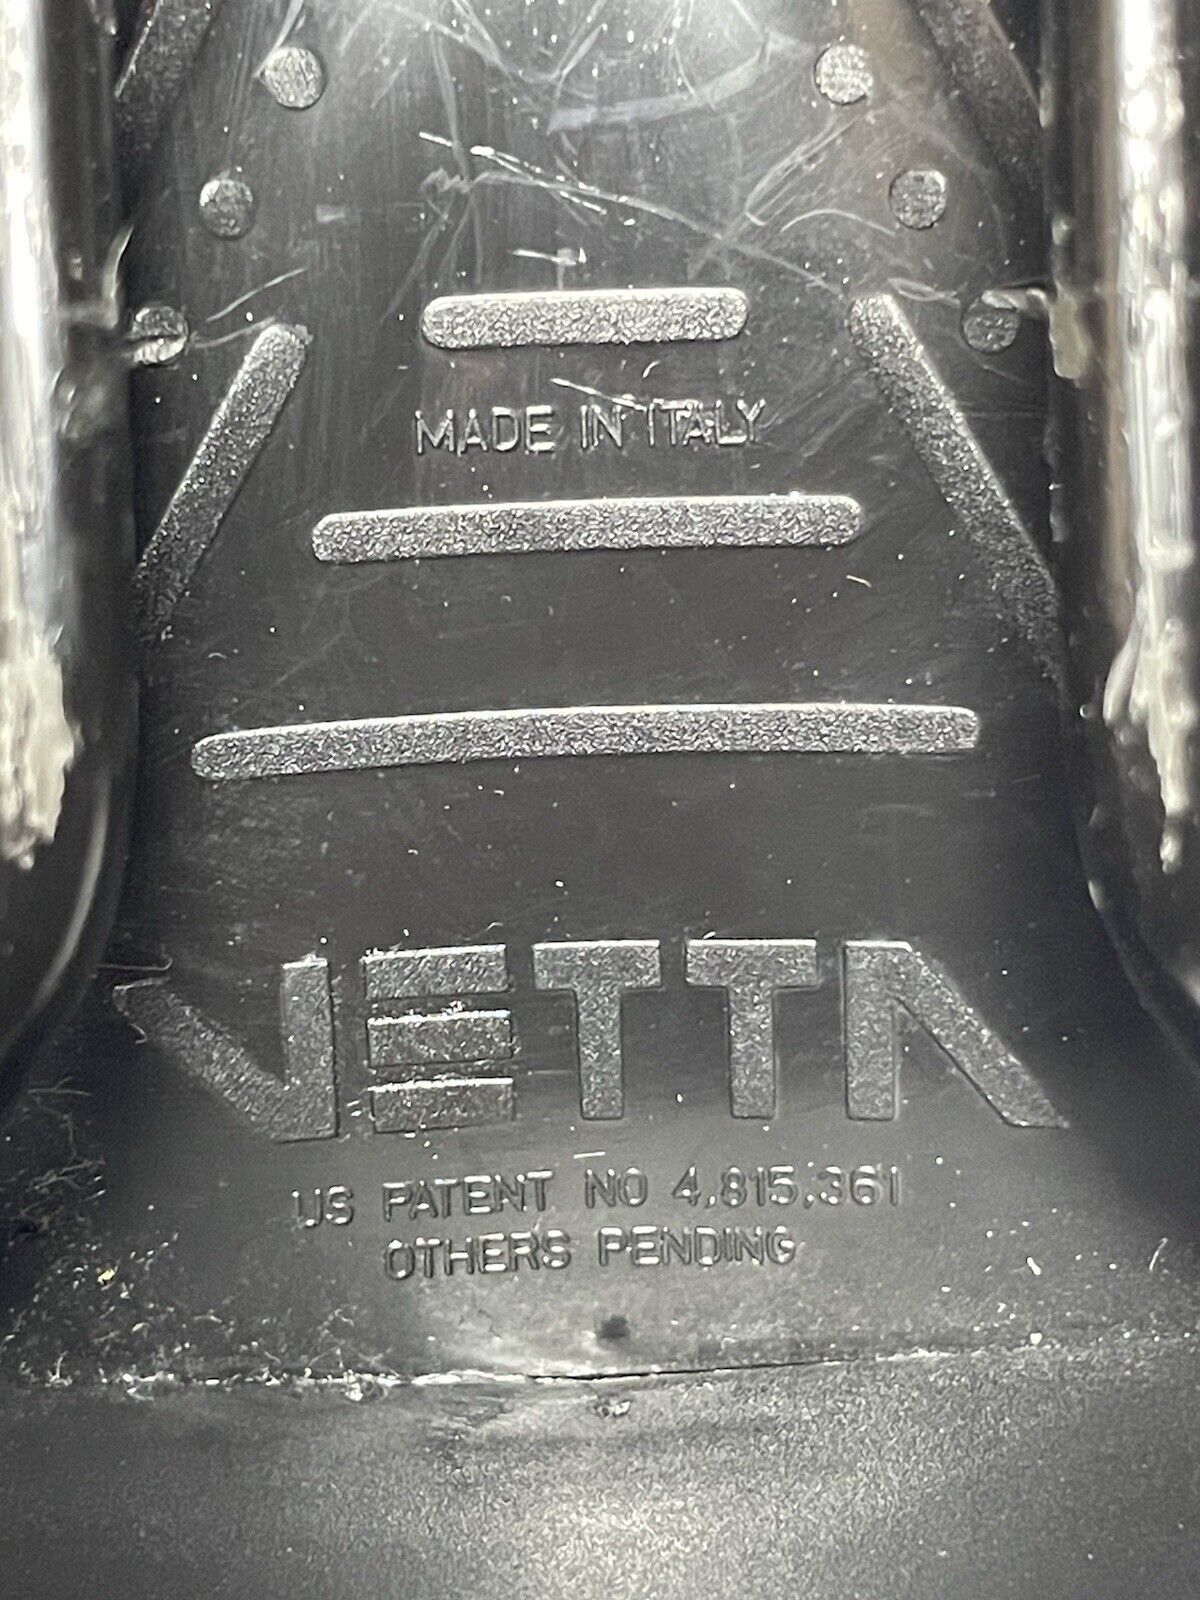 MADE IN ITALY
VETTA
US PATENT NO 4,815,361
OTHERS PENDING